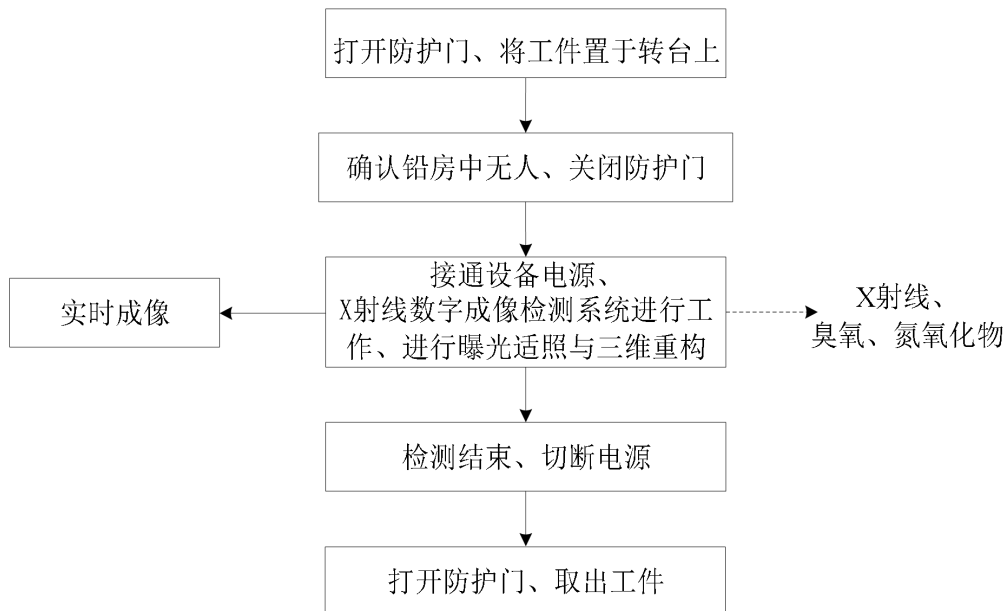 打开防护门、将工件置于转台上
确认铅房中无人、关闭防护门
接通设备电源、
X射线数字成像检测系统进行工
作、进行曝光适照与三维重构
实时成像
X射线、
臭氧、氮氧化物
检测结束、切断电源
打开防护门、取出工件